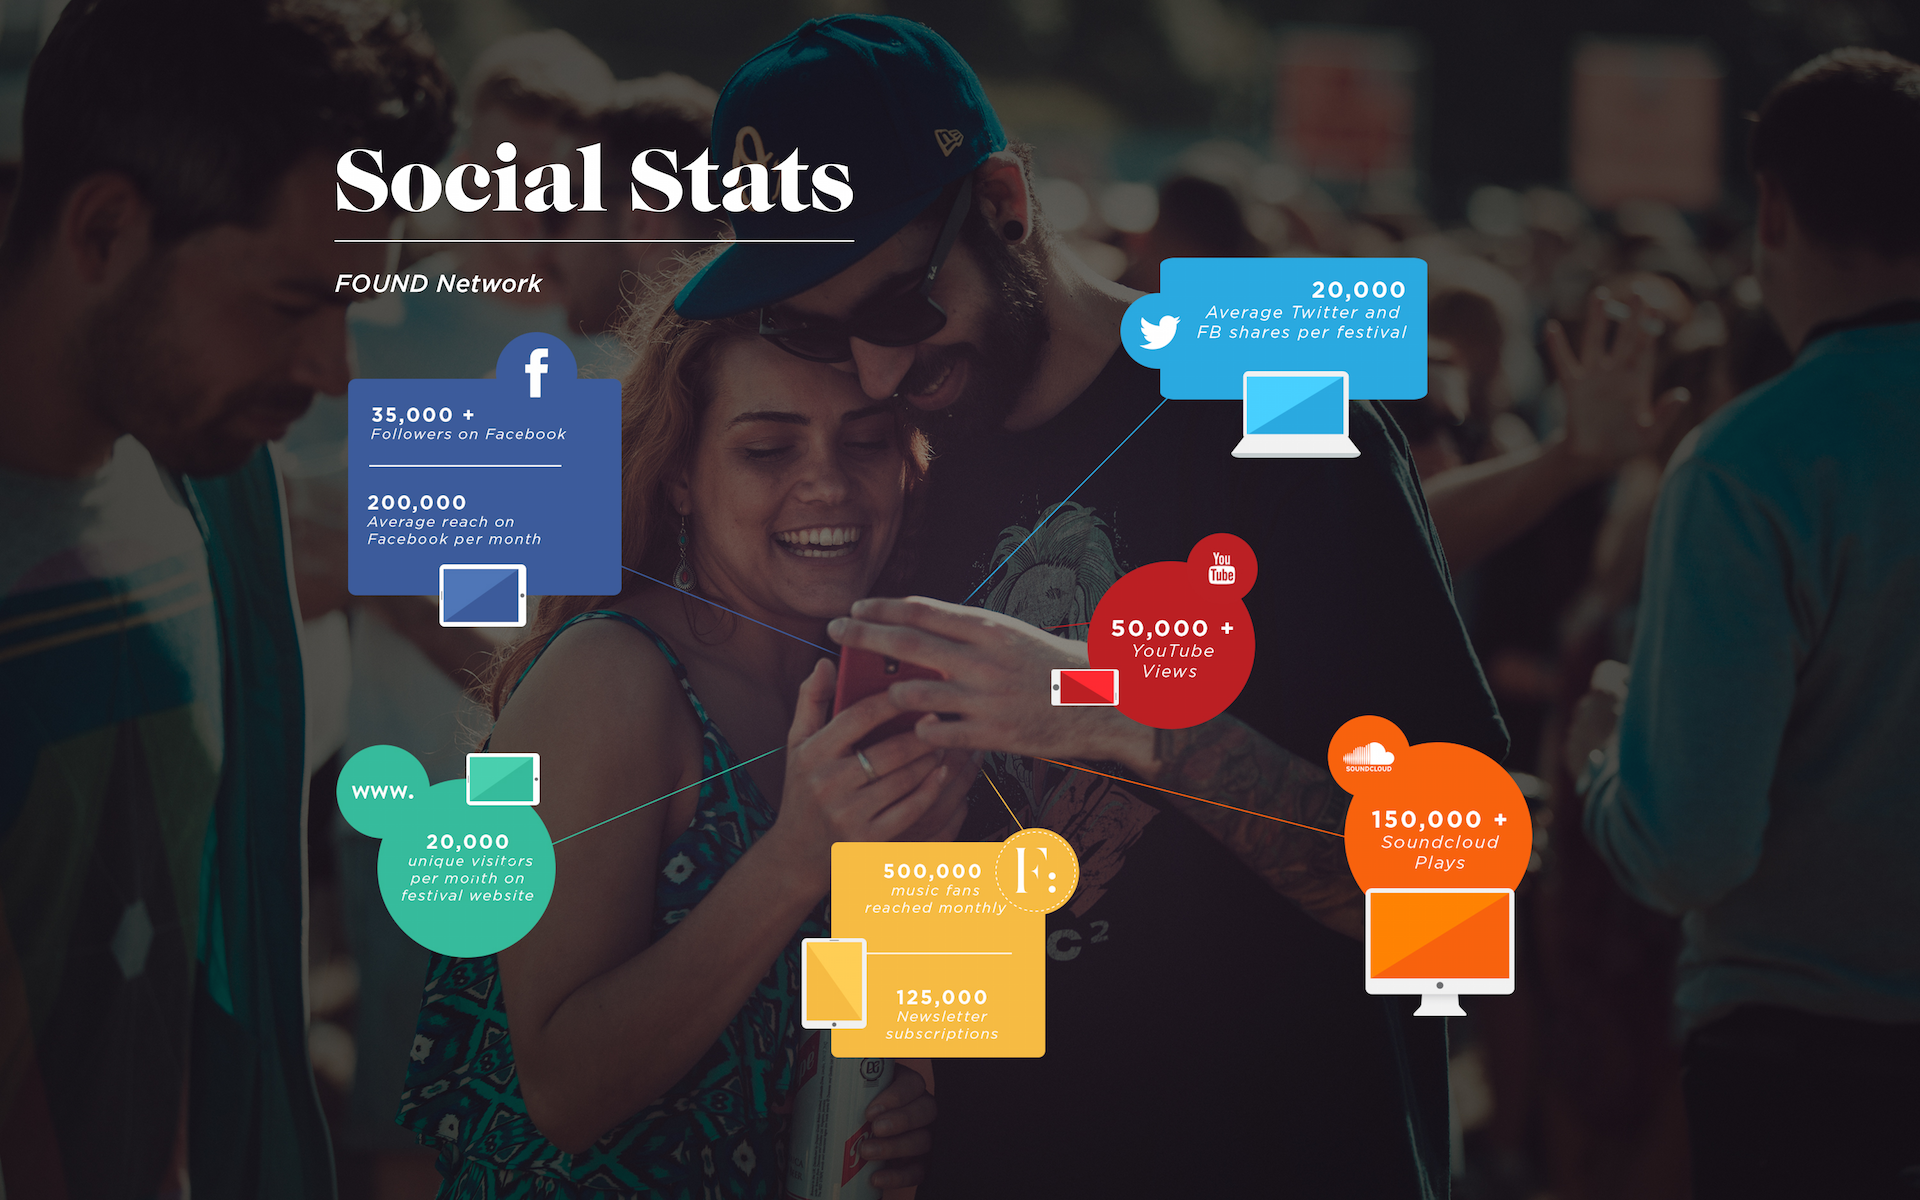 Social Stats
FOUND Network
20,000
Average Twitter and
FB shares per festival
f
35,000 +
Followers on Facebook
200,000
Average reach on
Facebook per month
You
Tube
50,000 +
YouTube
Views
www.
20,000
unique visitors
per month on
festival website
F:
500,000
music fans
reached monthly
125,000
Newsletter
subscriptions
SOUNDCLOUD
150,000 +
Soundcloud
Plays
C²